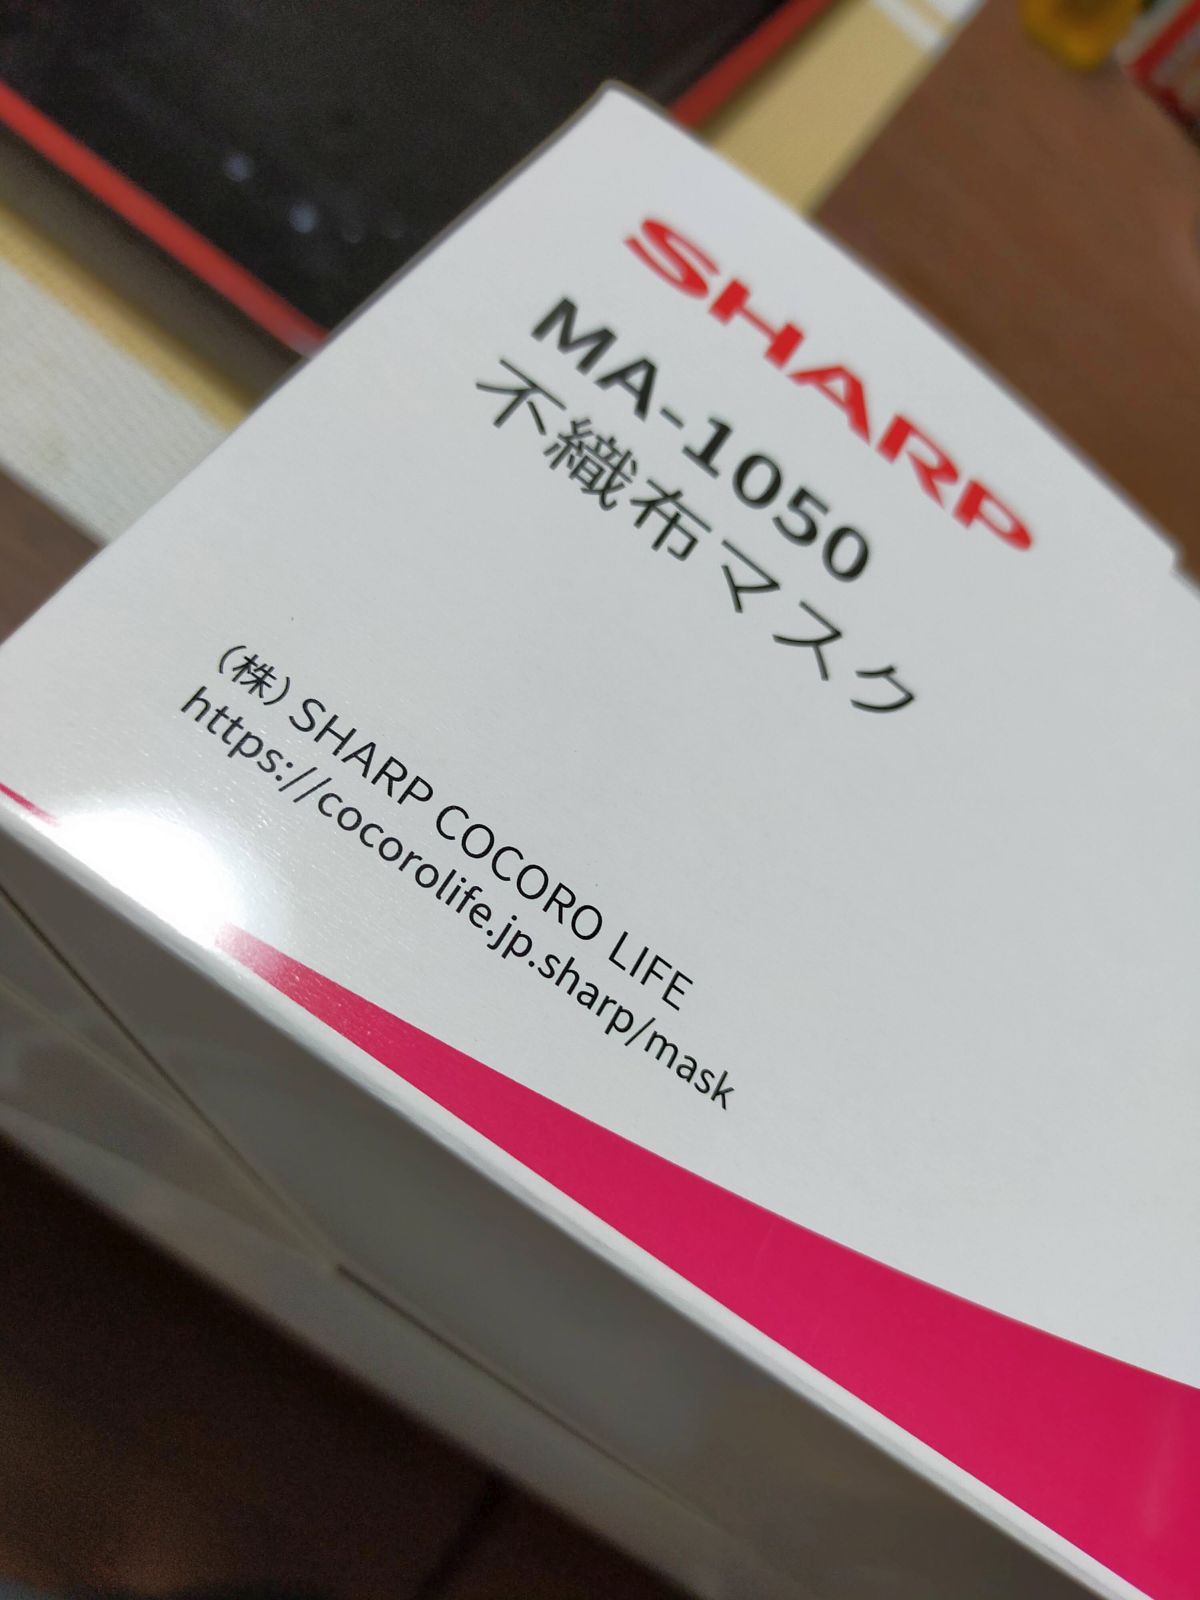 SHARP
MA-1050
不織布マスク
(株) SHARP COCORO LIFE
https://cocorolife.jp.sharp/mask